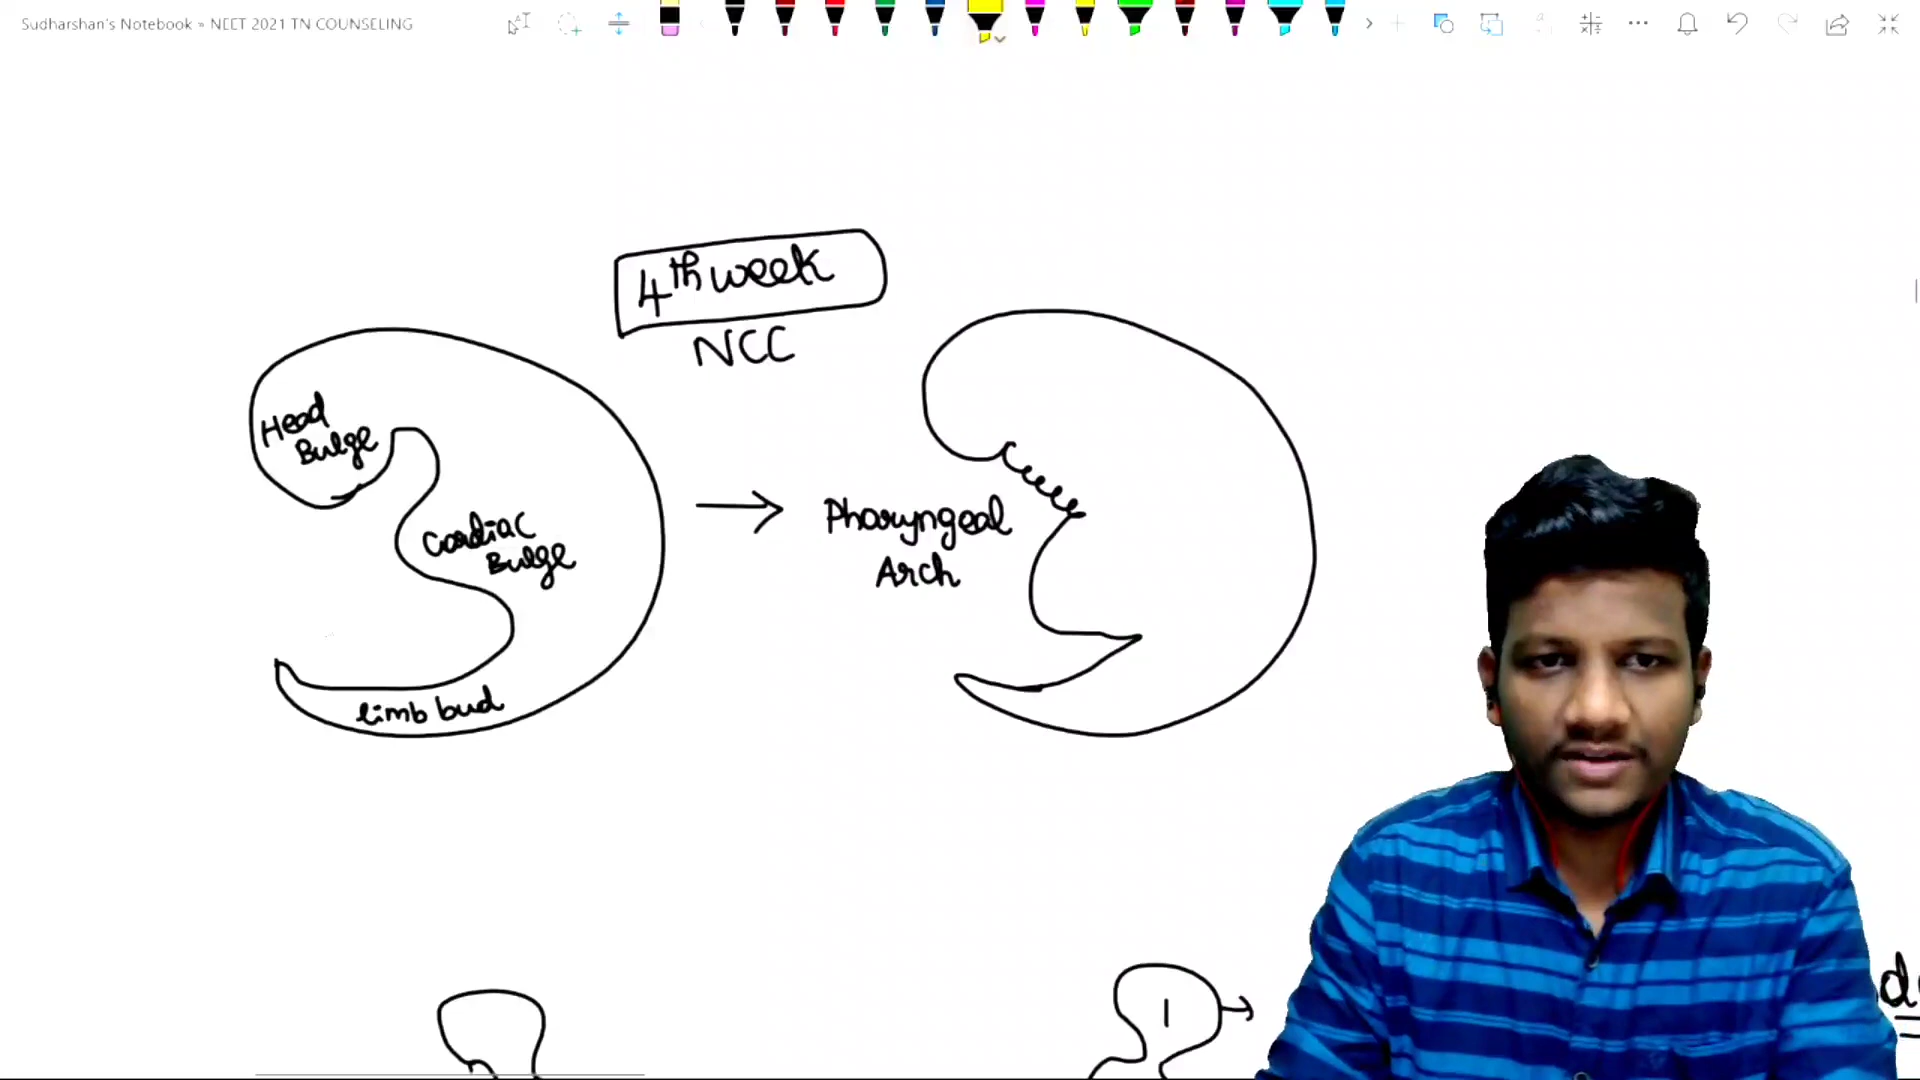 Sudharshan's Notebook » NEET 2021 TN COUNSELING
4th week
NCC
Head
Bulge
Cardiac
Bulge
limb bud
Pharyngeal
Arch
1